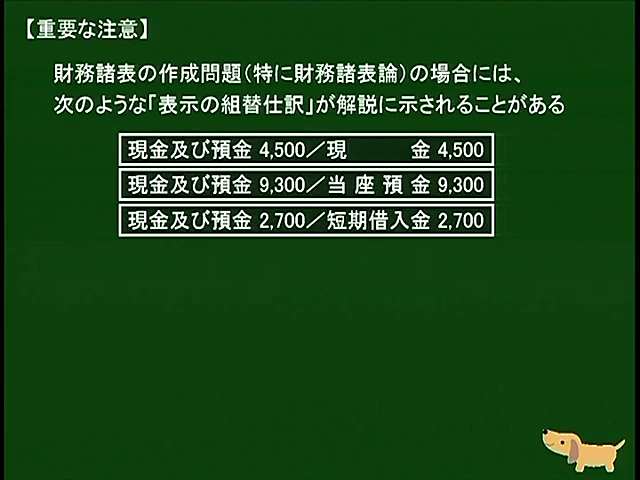 【重要な注意】
財務諸表の作成問題（特に財務諸表論）の場合には、
次のような「表示の組替仕訳」が解説に示されることがある
現金及び預金 4,500／現　　　金 4,500
現金及び預金 9,300／当 座 預 金 9,300
現金及び預金 2,700／短期借入金 2,700